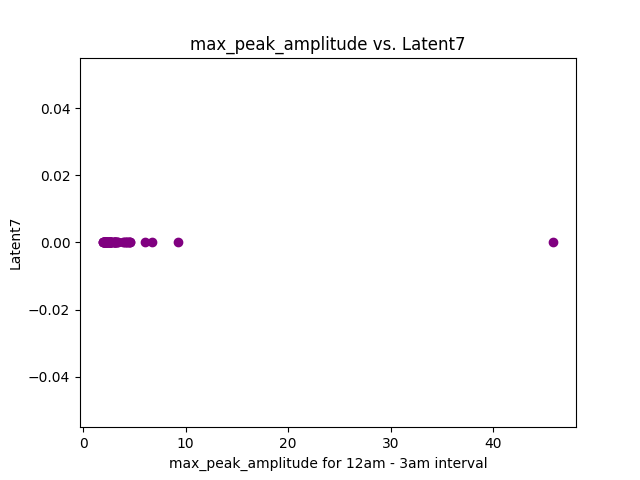 max_peak_amplitude vs. Latent7
0.04
0.02
0.00
−0.02
−0.04
Latent7
0 10 20 30 40
max_peak_amplitude for 12am - 3am interval